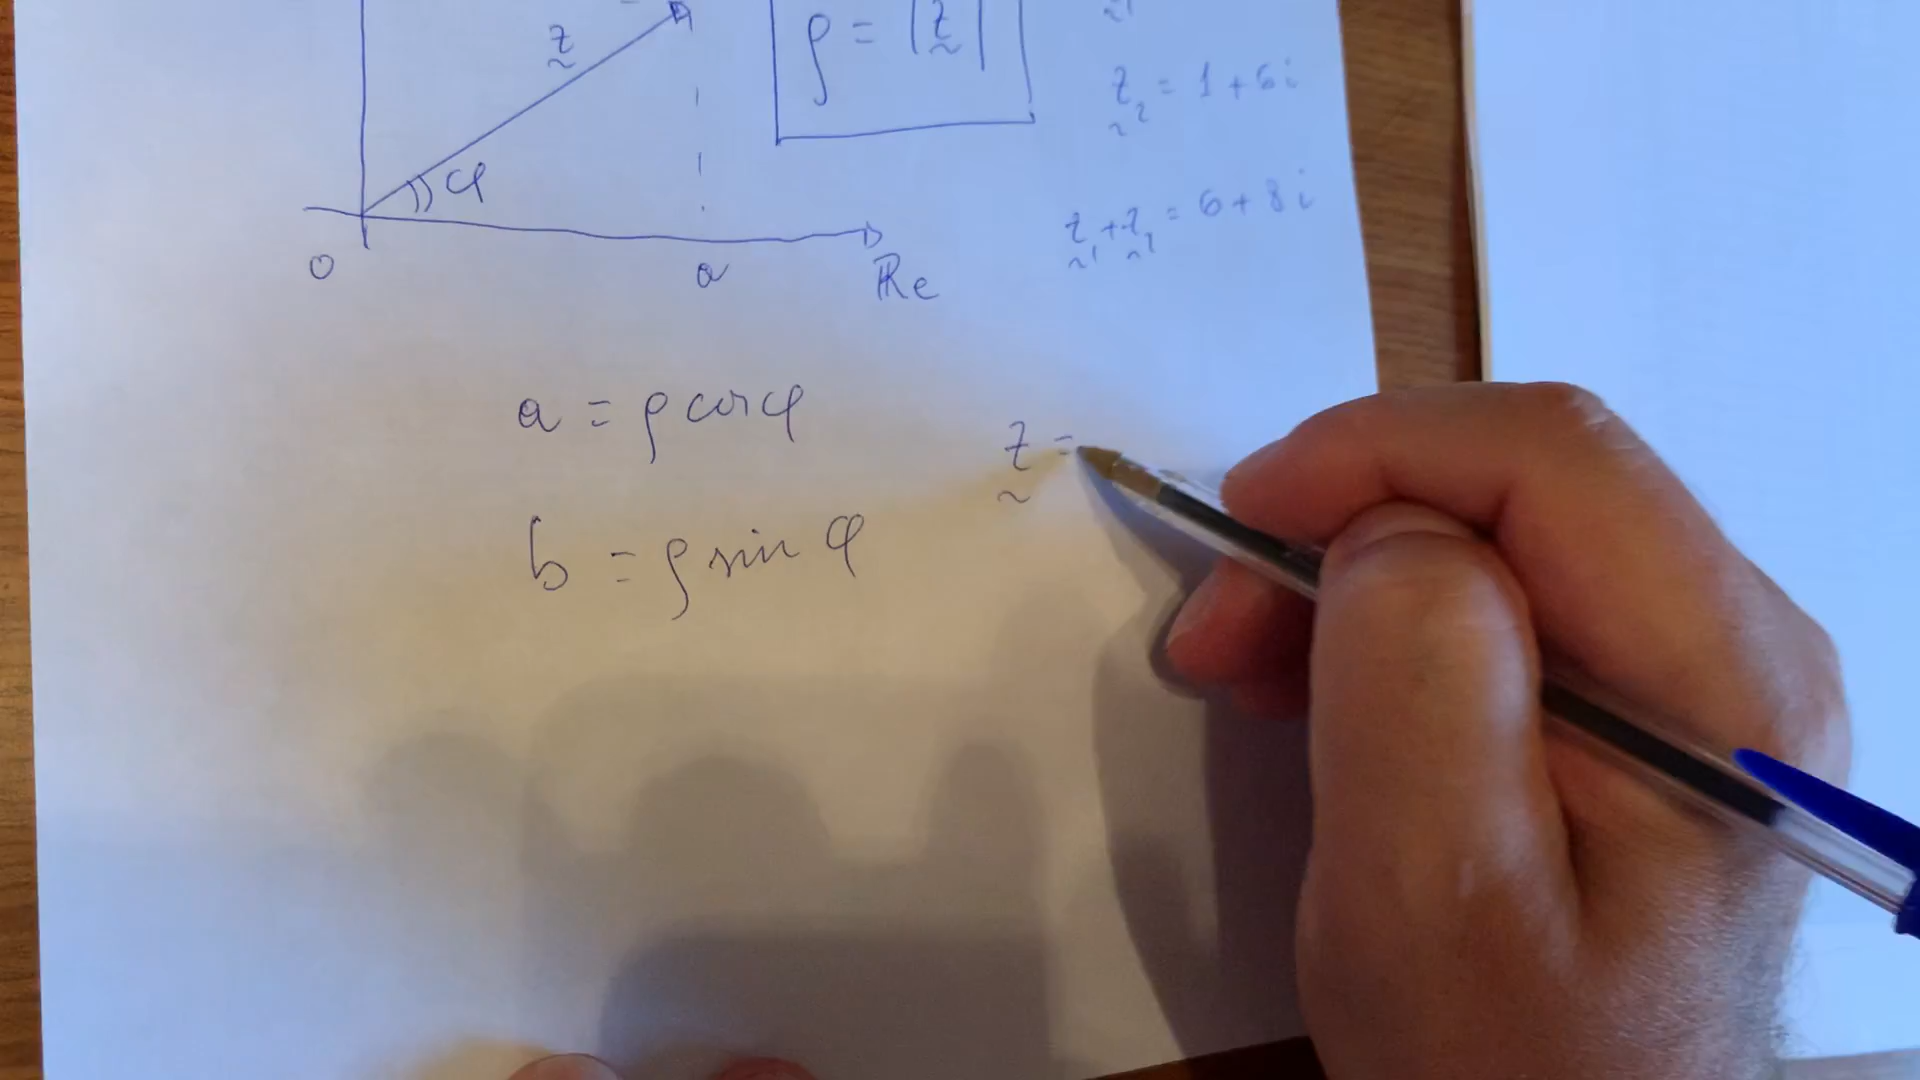 z
ρ = |z|
z₂ = 1 + 6i
φ
z₁ + z₂ = 6 + 8i
0
a
Re
a = ρ cos φ
z =
b = ρ sin φ